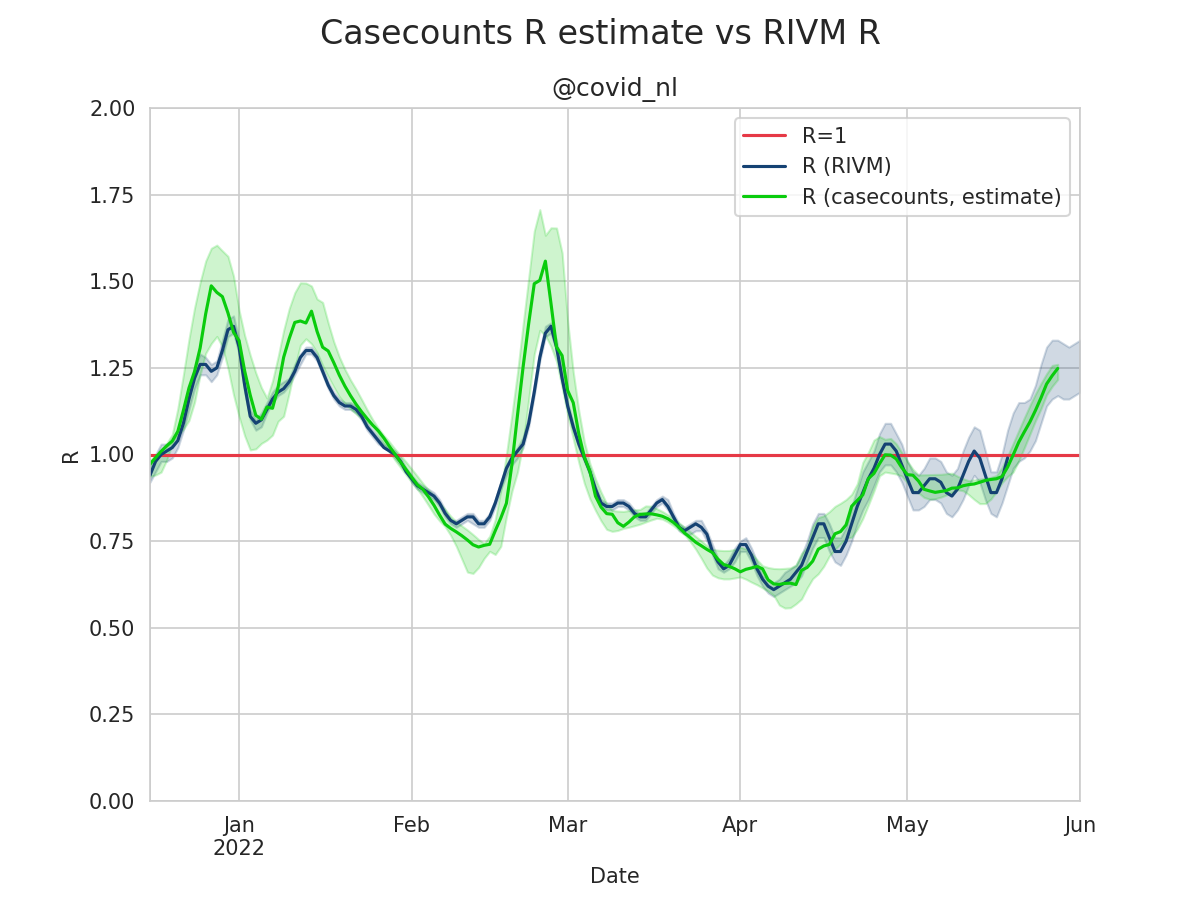 Casecounts R estimate vs RIVM R
@covid_nl
2.00
R=1
R (RIVM)
R (casecounts, estimate)
1.75
1.50
1.25
1.00
R
0.75
0.50
0.25
0.00
Jan Feb Mar Apr May Jun
2022
Date